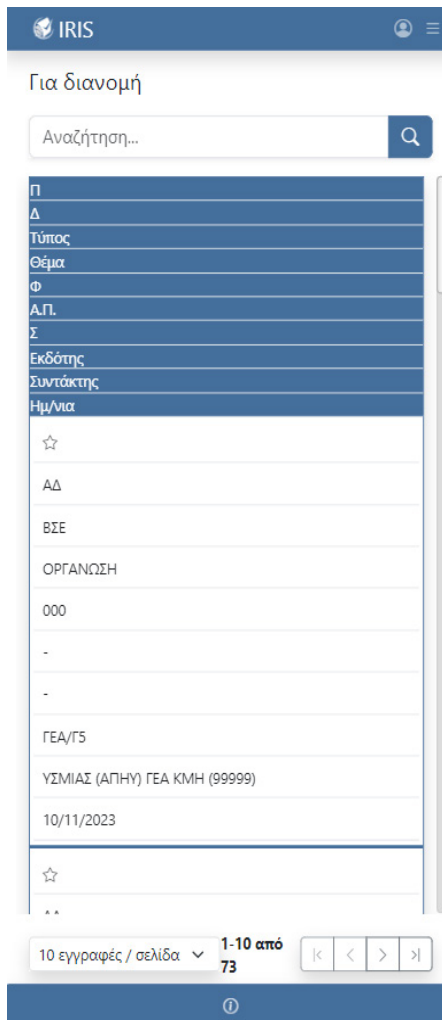 IRIS
Για διανομή
Αναζήτηση...
Π
Δ
Τύπος
Θέμα
Φ
Α.Π.
Σ
Εκδότης
Συντάκτης
Ημ/νια
ΑΔ
ΒΣΕ
ΟΡΓΑΝΩΣΗ
000
-
-
ΓΕΑ/Γ5
ΥΣΜΙΑΣ (ΑΠΗΥ) ΓΕΑ ΚΜΗ (99999)
10/11/2023
10 εγγραφές / σελίδα
1-10 από
73